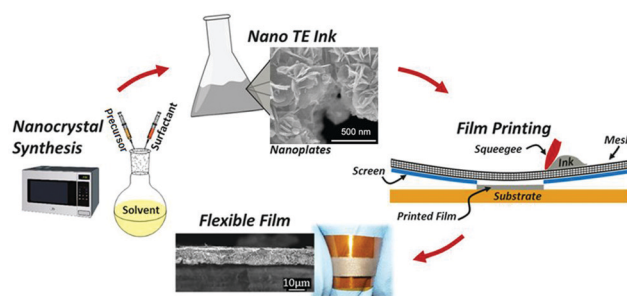 Nano TE Ink
Precursor
Surfactant
Nanocrystal
Synthesis
Solvent
500 nm
Nanoplates
Film Printing
Squeegee
Ink
Mesh
Screen
Substrate
Printed Film
Flexible Film
10μm